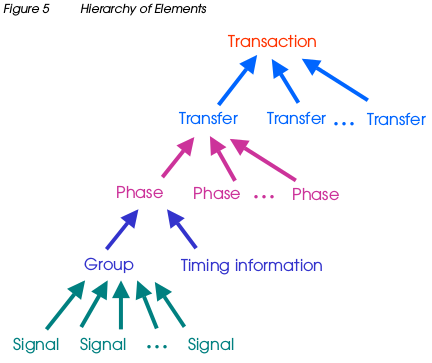 Figure 5 Hierarchy of Elements
Transaction
Transfer Transfer ... Transfer
Phase Phase ... Phase
Group Timing information
Signal Signal ... Signal